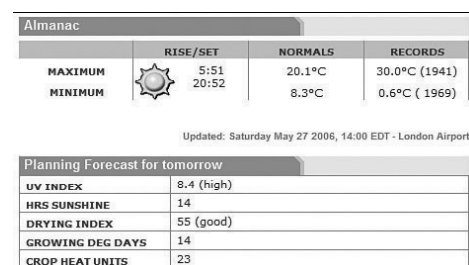 Almanac
RISE/SET NORMALS RECORDS
MAXIMUM 5:51 20.1°C 30.0°C (1941)
MINIMUM 20:52 8.3°C 0.6°C ( 1969)
Updated: Saturday May 27 2006, 14:00 EDT - London Airport
Planning Forecast for tomorrow
UV INDEX 8.4 (high)
HRS SUNSHINE 14
DRYING INDEX 55 (good)
GROWING DEG DAYS 14
CROP HEAT UNITS 23